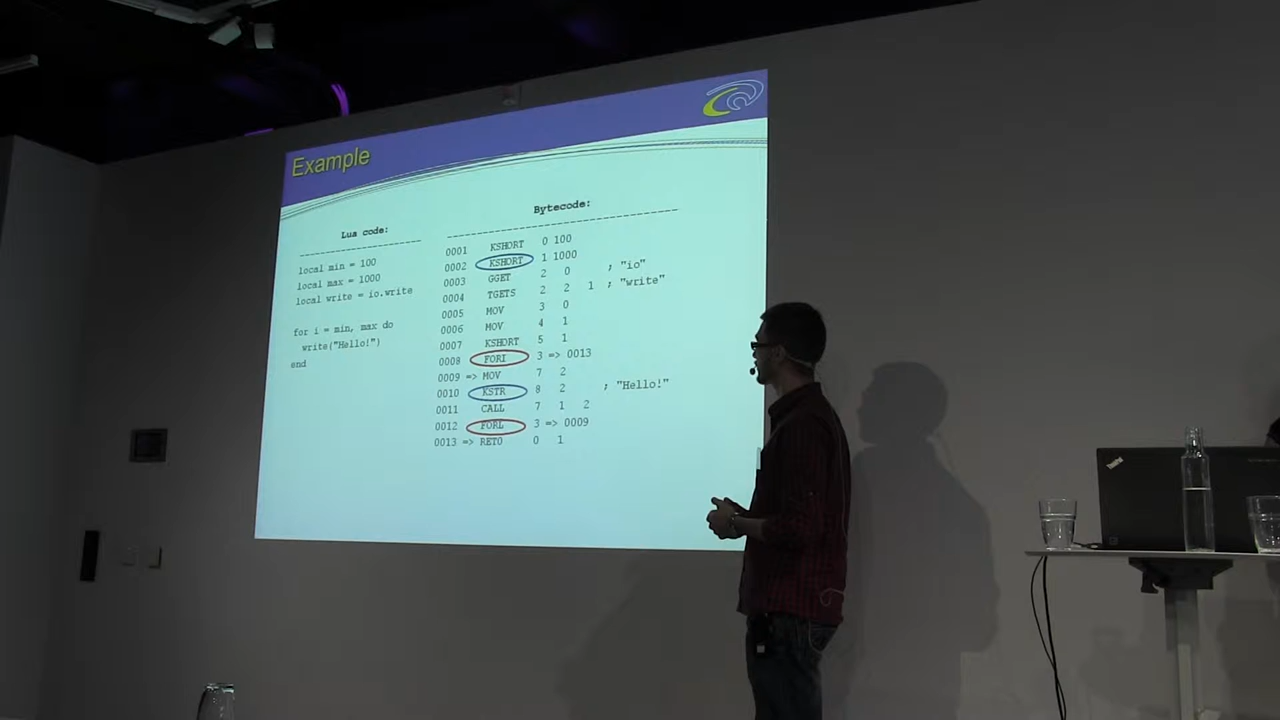 Example
Lua code:
local min = 100
local max = 1000
local write = io.write
for i = min, max do
write("Hello!")
end
Bytecode:
0001 KSHORT 0 100
0002 KSHORT 1 1000
0003 GGET 2 0 ; "io"
0004 TGETS 2 2 1 ; "write"
0005 MOV 3 0
0006 MOV 4 1
0007 KSHORT 5 1
0008 FORI 3 => 0013
0009 => MOV 7 2
0010 KSTR 8 2 ; "Hello!"
0011 CALL 7 1 2
0012 FORL 3 => 0009
0013 => RET0 0 1